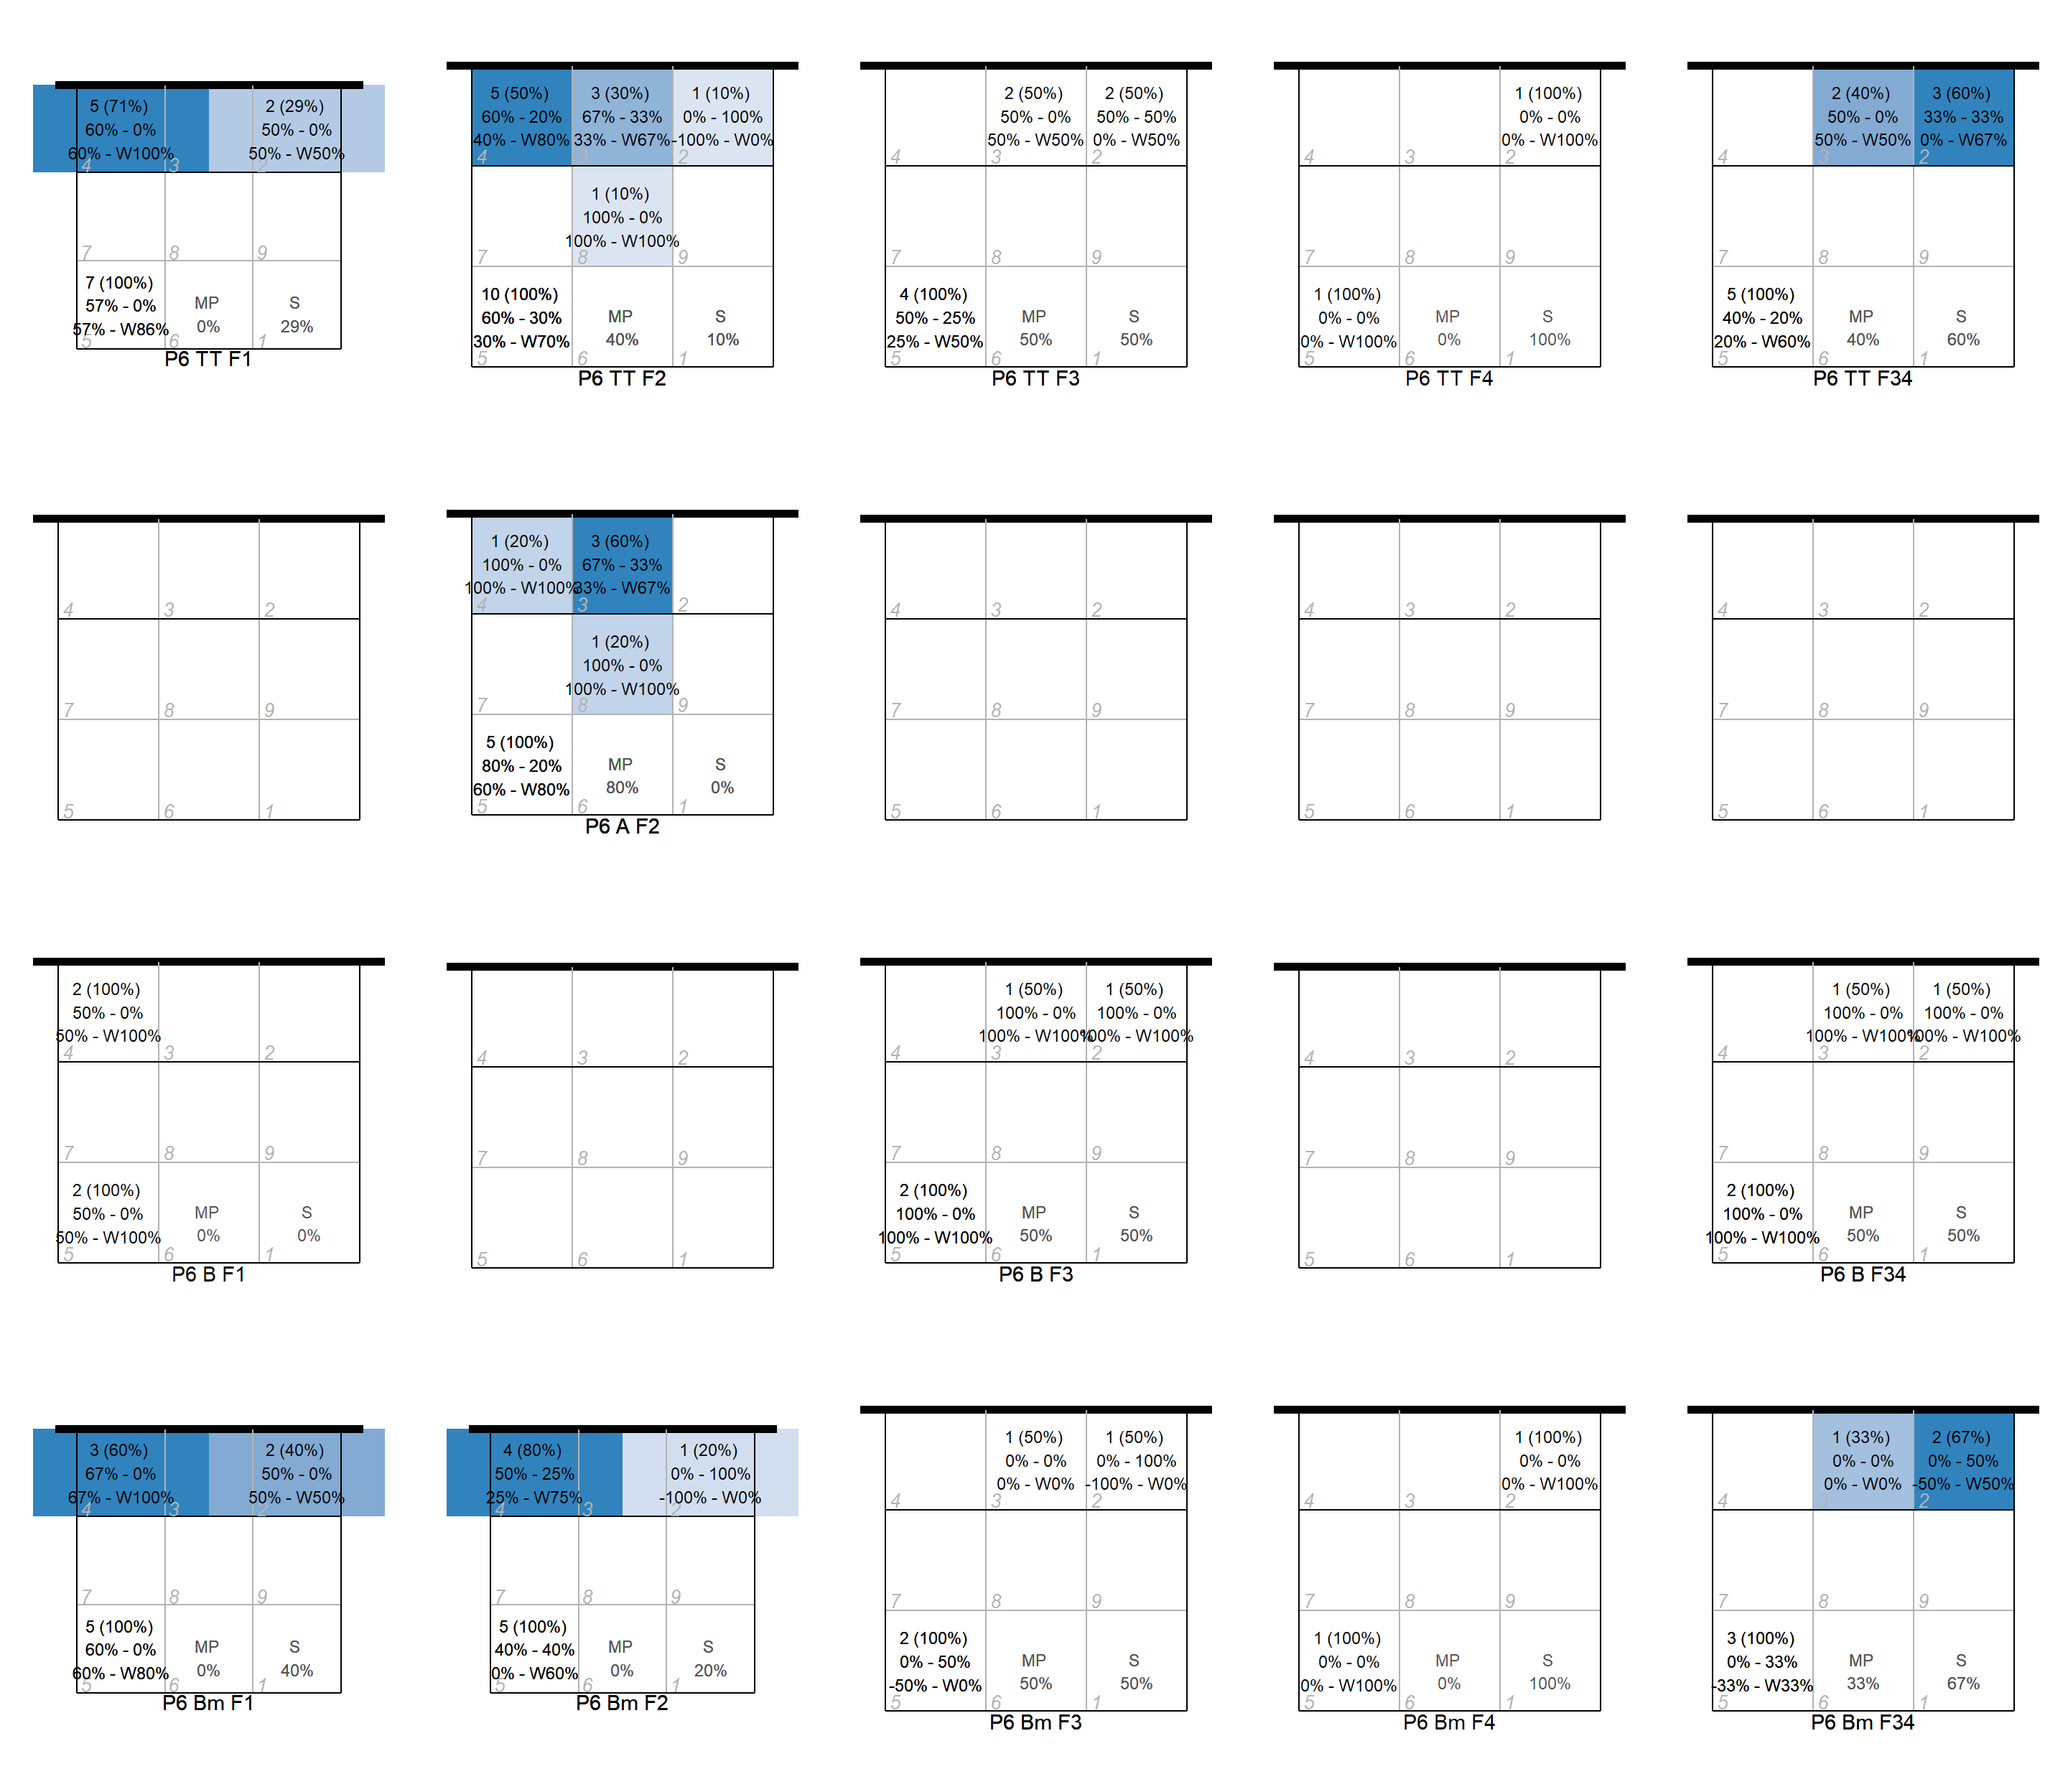 5 (71%)
60% - 0%
60% - W100%
2 (29%)
50% - 0%
50% - W50%
4
3
2
7
8
9
7 (100%)
57% - 0%
57% - W86%
MP
0%
S
29%
5
6
1
P6 TT F1
5 (50%)
60% - 20%
40% - W80%
3 (30%)
67% - 33%
33% - W67%
1 (10%)
0% - 100%
-100% - W0%
4
3
2
1 (10%)
100% - 0%
100% - W100%
7
8
9
10 (100%)
60% - 30%
30% - W70%
MP
40%
S
10%
5
6
1
P6 TT F2
2 (50%)
50% - 0%
50% - W50%
2 (50%)
50% - 50%
0% - W50%
4
3
2
7
8
9
4 (100%)
50% - 25%
25% - W50%
MP
50%
S
50%
5
6
1
P6 TT F3
1 (100%)
0% - 0%
0% - W100%
4
3
2
7
8
9
1 (100%)
0% - 0%
0% - W100%
MP
0%
S
100%
5
6
1
P6 TT F4
2 (40%)
50% - 0%
50% - W50%
3 (60%)
33% - 33%
0% - W67%
4
3
2
7
8
9
5 (100%)
40% - 20%
20% - W60%
MP
40%
S
60%
5
6
1
P6 TT F34
4
3
2
7
8
9
5
6
1
1 (20%)
100% - 0%
100% - W100%
3 (60%)
67% - 33%
33% - W67%
4
3
2
1 (20%)
100% - 0%
100% - W100%
7
8
9
5 (100%)
80% - 20%
60% - W80%
MP
80%
S
0%
5
6
1
P6 A F2
4
3
2
7
8
9
5
6
1
4
3
2
7
8
9
5
6
1
4
3
2
7
8
9
5
6
1
2 (100%)
50% - 0%
50% - W100%
4
3
2
7
8
9
2 (100%)
50% - 0%
50% - W100%
MP
0%
S
0%
5
6
1
P6 B F1
4
3
2
7
8
9
5
6
1
1 (50%)
100% - 0%
100% - W100%
1 (50%)
100% - 0%
100% - W100%
4
3
2
7
8
9
2 (100%)
100% - 0%
100% - W100%
MP
50%
S
50%
5
6
1
P6 B F3
4
3
2
7
8
9
5
6
1
1 (50%)
100% - 0%
100% - W100%
1 (50%)
100% - 0%
100% - W100%
4
3
2
7
8
9
2 (100%)
100% - 0%
100% - W100%
MP
50%
S
50%
5
6
1
P6 B F34
3 (60%)
67% - 0%
67% - W100%
2 (40%)
50% - 0%
50% - W50%
4
3
2
7
8
9
5 (100%)
60% - 0%
60% - W80%
MP
0%
S
40%
5
6
1
P6 Bm F1
4 (80%)
50% - 25%
25% - W75%
1 (20%)
0% - 100%
-100% - W0%
4
3
2
7
8
9
5 (100%)
40% - 40%
0% - W60%
MP
0%
S
20%
5
6
1
P6 Bm F2
1 (50%)
0% - 0%
0% - W0%
1 (50%)
0% - 100%
-100% - W0%
4
3
2
7
8
9
2 (100%)
0% - 50%
-50% - W0%
MP
50%
S
50%
5
6
1
P6 Bm F3
1 (100%)
0% - 0%
0% - W100%
4
3
2
7
8
9
1 (100%)
0% - 0%
0% - W100%
MP
0%
S
100%
5
6
1
P6 Bm F4
1 (33%)
0% - 0%
0% - W0%
2 (67%)
0% - 50%
-50% - W50%
4
3
2
7
8
9
3 (100%)
0% - 33%
-33% - W33%
MP
33%
S
67%
5
6
1
P6 Bm F34